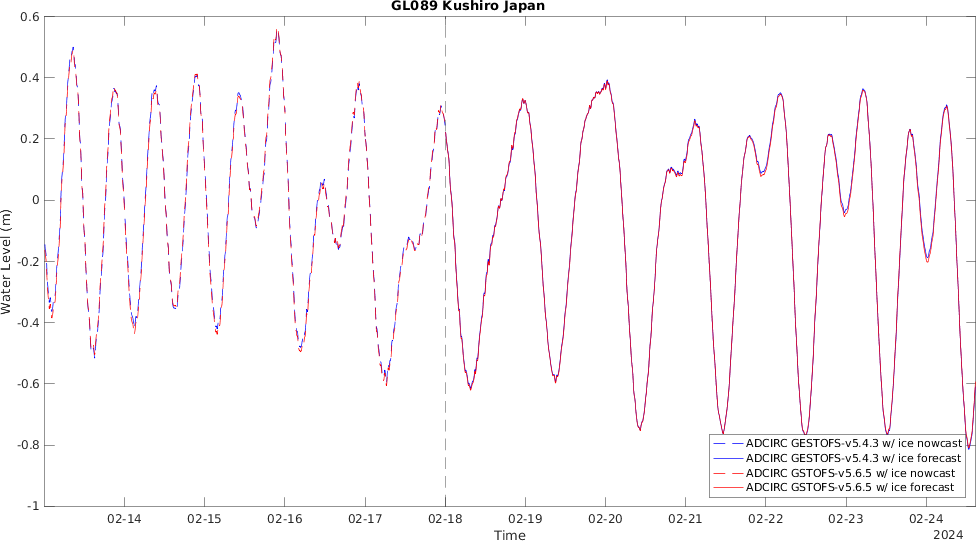 GL089 Kushiro Japan
0.6
0.4
0.2
0
-0.2
-0.4
-0.6
-0.8
-1
Water Level (m)
ADCIRC GESTOFS-v5.4.3 w/ ice nowcast
ADCIRC GESTOFS-v5.4.3 w/ ice forecast
ADCIRC GSTOFS-v5.6.5 w/ ice nowcast
ADCIRC GSTOFS-v5.6.5 w/ ice forecast
02-14 02-15 02-16 02-17 02-18 02-19 02-20 02-21 02-22 02-23 02-24
Time
2024